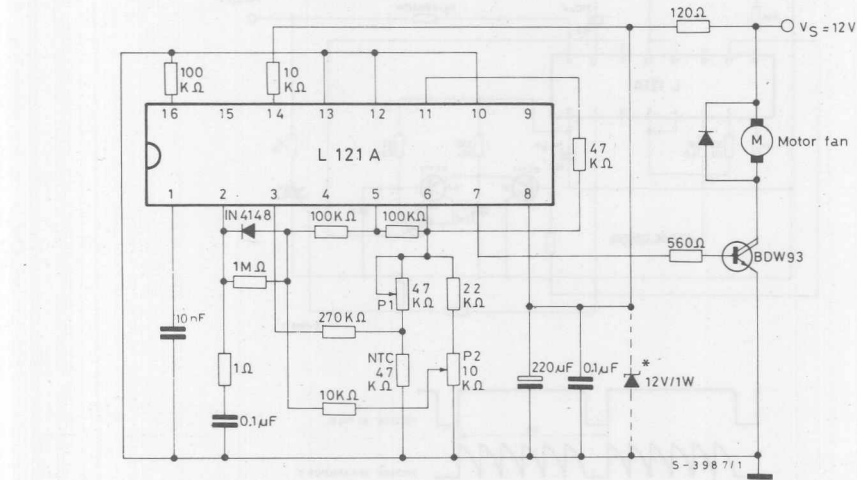 120Ω
V_S=12V
100 KΩ
10 KΩ
16 15 14 13 12 11 10 9
L 121 A
47 KΩ
M
Motor fan
1 2 3 4 5 6 7 8
IN4148
100KΩ
100KΩ
560Ω
BDW93
1MΩ
P1
47 KΩ
22 KΩ
10nF
270KΩ
1Ω
NTC
47 KΩ
P2
10 KΩ
220µF
0.1µF
*
12V/1W
10KΩ
0.1µF
S-3987/1